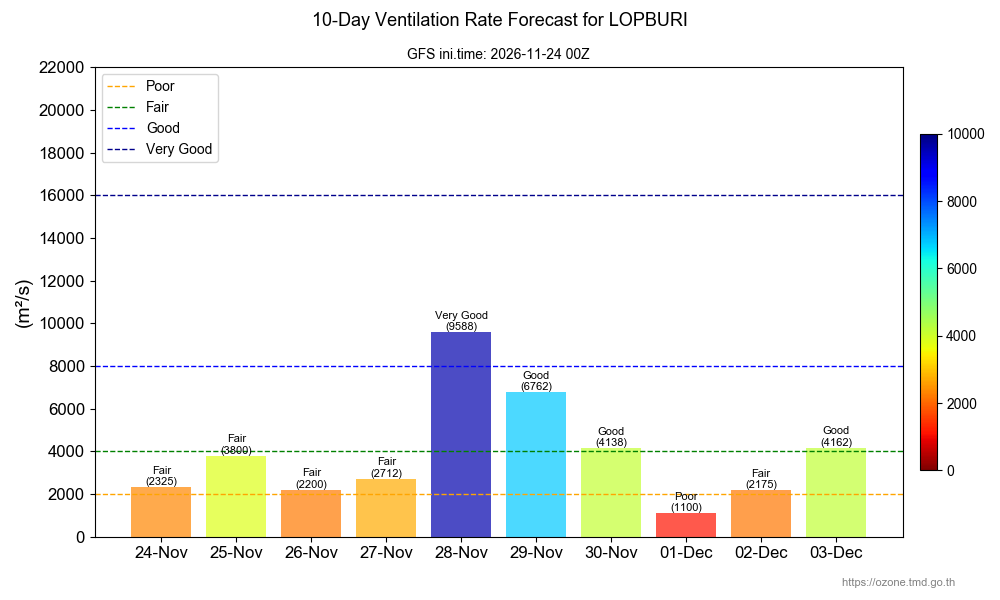 10-Day Ventilation Rate Forecast for LOPBURI
GFS ini.time: 2026-11-24 00Z
(m²/s)
22000
20000
18000
16000
14000
12000
10000
8000
6000
4000
2000
0
Poor
Fair
Good
Very Good
Fair
(2325)
Fair
(3800)
Fair
(2200)
Fair
(2712)
Very Good
(9588)
Good
(6762)
Good
(4138)
Poor
(1100)
Fair
(2175)
Good
(4162)
24-Nov
25-Nov
26-Nov
27-Nov
28-Nov
29-Nov
30-Nov
01-Dec
02-Dec
03-Dec
10000
8000
6000
4000
2000
0
https://ozone.tmd.go.th